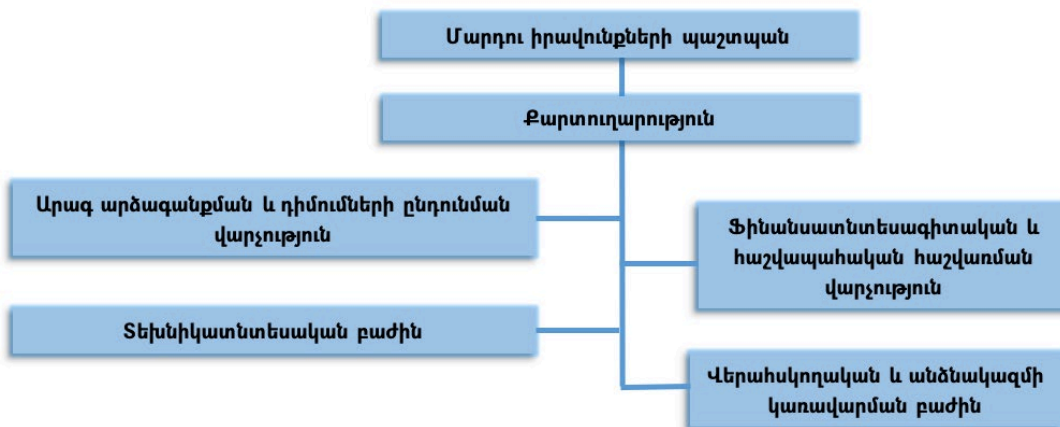 Մարդու իրավունքների պաշտպան
Քարտուղարություն
Արագ արձագանքման և դիմումների ընդունման
վարչություն
Ֆինանսատնտեսագիտական և
հաշվապահական հաշվառման
վարչություն
Տեխնիկատնտեսական բաժին
Վերահսկողական և անձնակազմի
կառավարման բաժին